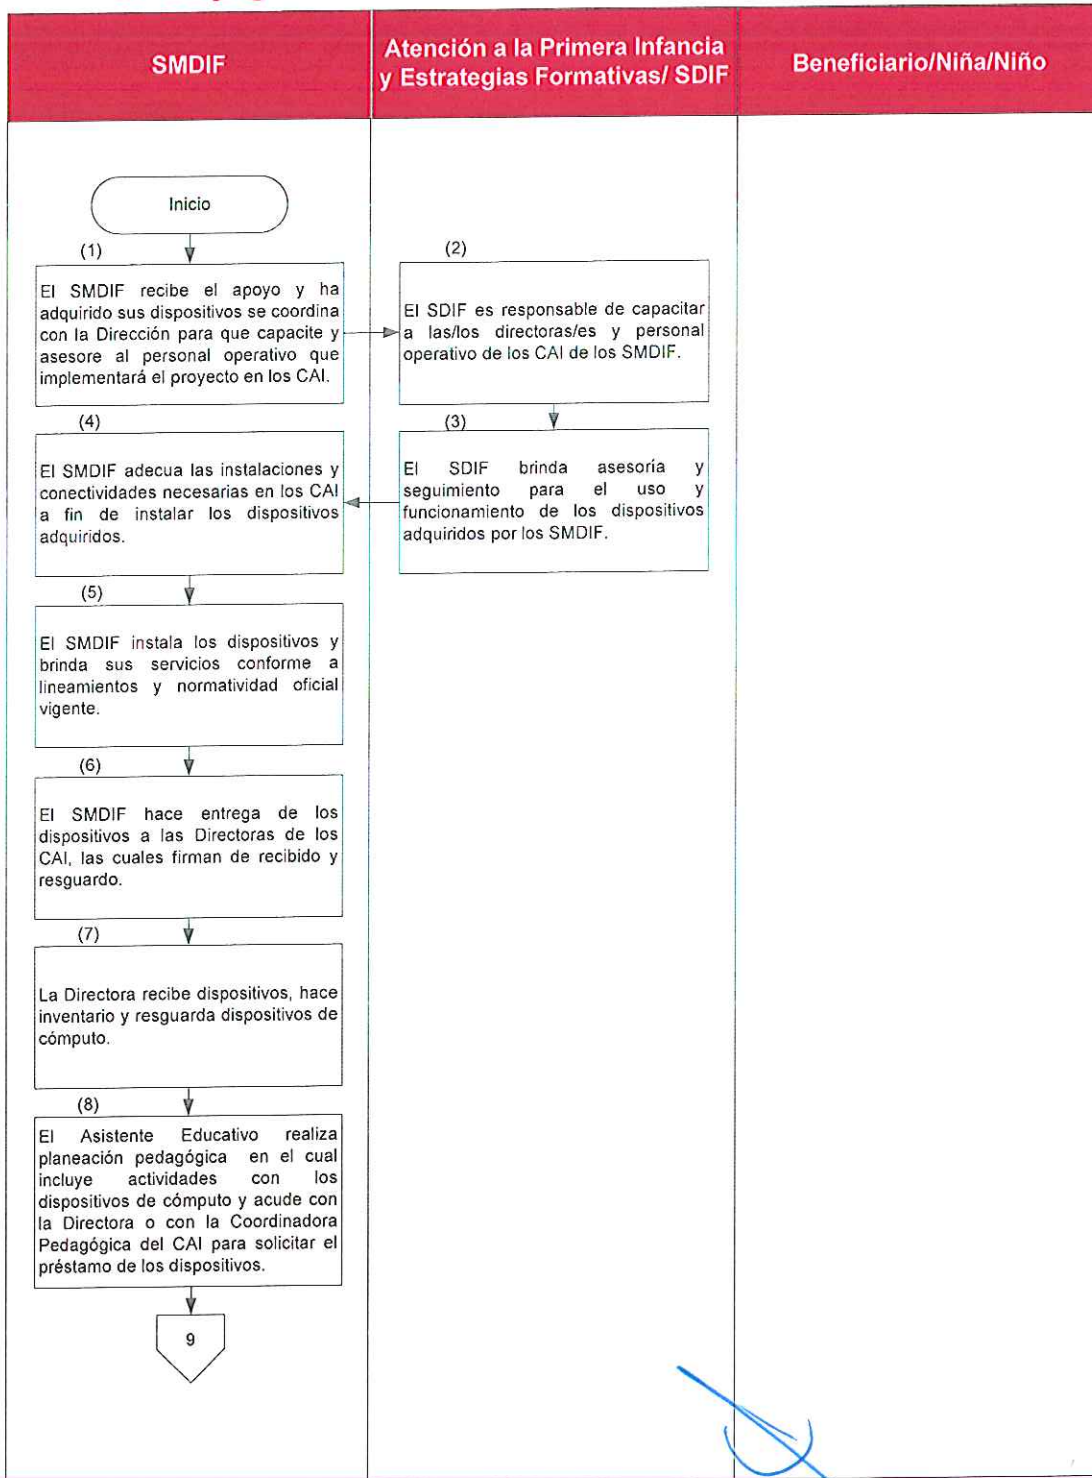 SMDIF
Atención a la Primera Infancia
y Estrategias Formativas/ SDIF
Beneficiario/Niña/Niño
Inicio
(1)
El SMDIF recibe el apoyo y ha
adquirido sus dispositivos se coordina
con la Dirección para que capacite y
asesore al personal operativo que
implementará el proyecto en los CAI.
(2)
El SDIF es responsable de capacitar
a las/los directoras/es y personal
operativo de los CAI de los SMDIF.
(3)
El SDIF brinda asesoría y
seguimiento para el uso y
funcionamiento de los dispositivos
adquiridos por los SMDIF.
(4)
El SMDIF adecua las instalaciones y
conectividades necesarias en los CAI
a fin de instalar los dispositivos
adquiridos.
(5)
El SMDIF instala los dispositivos y
brinda sus servicios conforme a
lineamientos y normatividad oficial
vigente.
(6)
El SMDIF hace entrega de los
dispositivos a las Directoras de los
CAI, las cuales firman de recibido y
resguardo.
(7)
La Directora recibe dispositivos, hace
inventario y resguarda dispositivos de
cómputo.
(8)
El Asistente Educativo realiza
planeación pedagógica en el cual
incluye actividades con los
dispositivos de cómputo y acude con
la Directora o con la Coordinadora
Pedagógica del CAI para solicitar el
préstamo de los dispositivos.
9